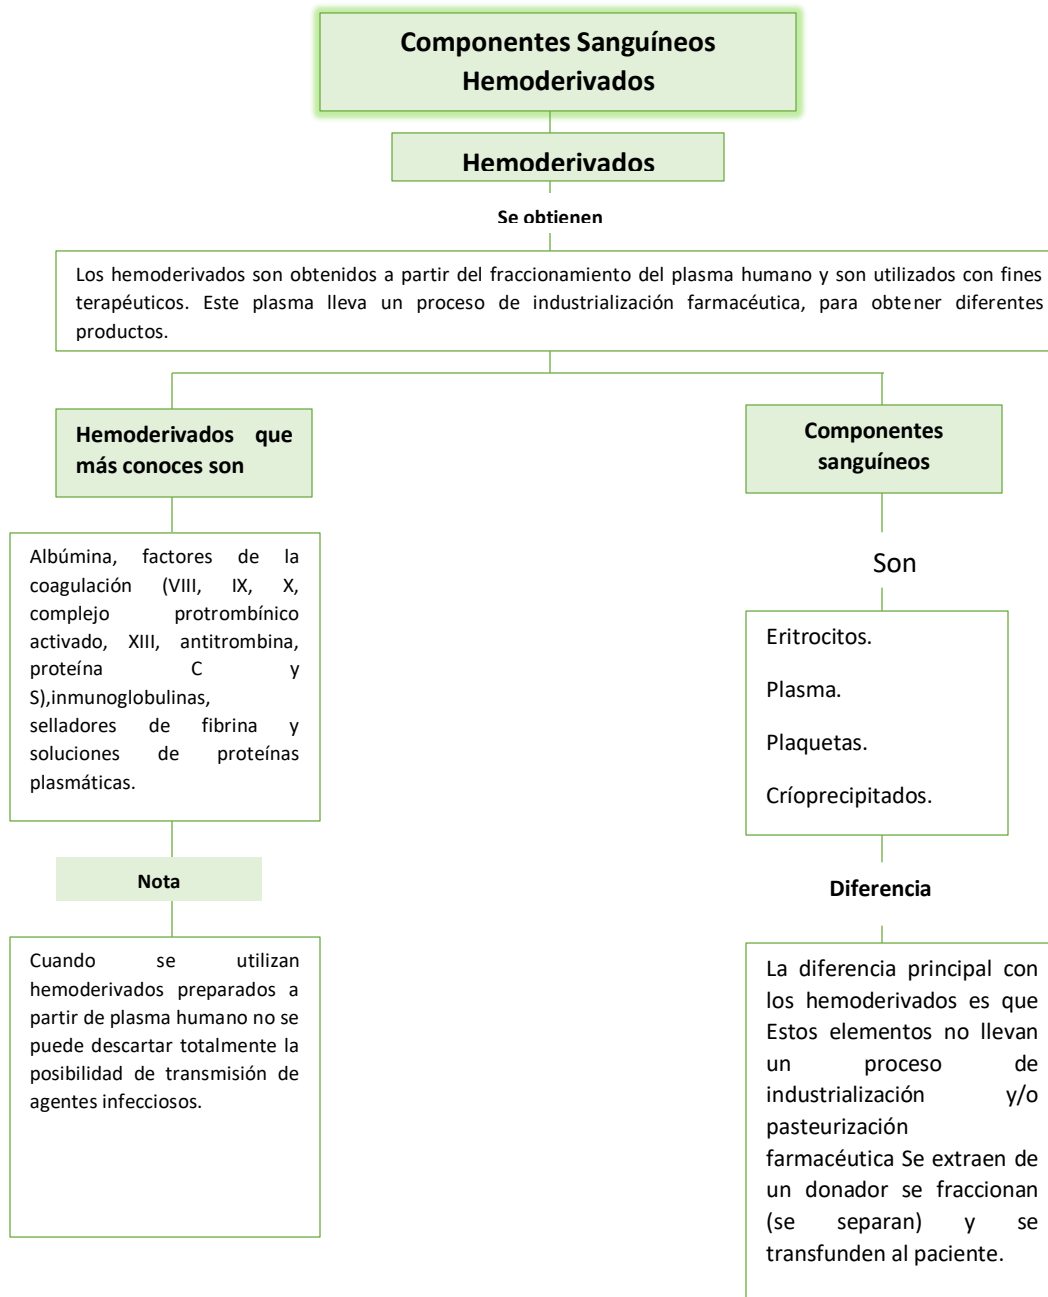 Componentes Sanguíneos
Hemoderivados
Hemoderivados
Se obtienen
Los hemoderivados son obtenidos a partir del fraccionamiento del plasma humano y son utilizados con fines
terapéuticos. Este plasma lleva un proceso de industrialización farmacéutica, para obtener diferentes
productos.
Hemoderivados que
más conoces son
Albúmina, factores de la
coagulación (VIII, IX, X,
complejo protrombínico
activado, XIII, antitrombina,
proteína C y
S),inmunoglobulinas,
selladores de fibrina y
soluciones de proteínas
plasmáticas.
Nota
Cuando se utilizan
hemoderivados preparados a
partir de plasma humano no se
puede descartar totalmente la
posibilidad de transmisión de
agentes infecciosos.
Componentes
sanguíneos
Son
Eritrocitos.
Plasma.
Plaquetas.
Críoprecipitados.
Diferencia
La diferencia principal con
los hemoderivados es que
Estos elementos no llevan
un proceso de
industrialización y/o
pasteurización
farmacéutica Se extraen de
un donador se fraccionan
(se separan) y se
transfunden al paciente.